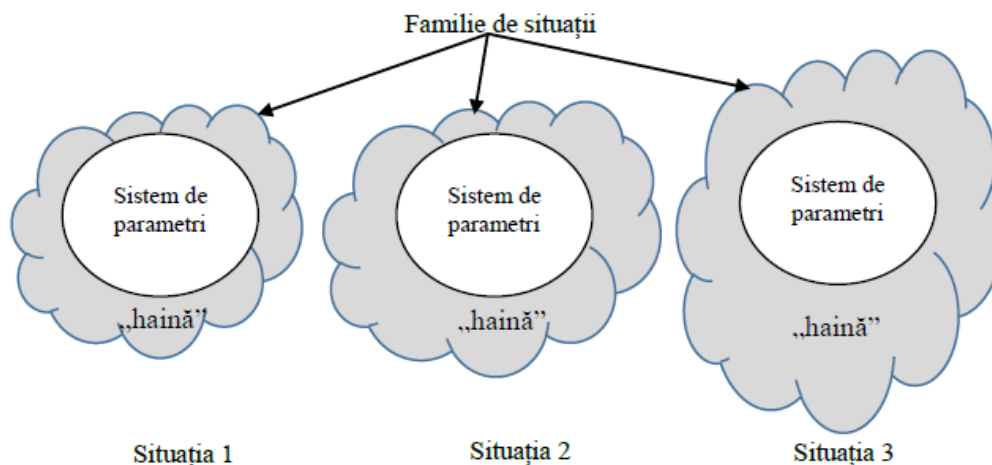 Familie de situații
Sistem de
parametri
„haină”
Sistem de
parametri
„haină”
Sistem de
parametri
„haină”
Situația 1
Situația 2
Situația 3